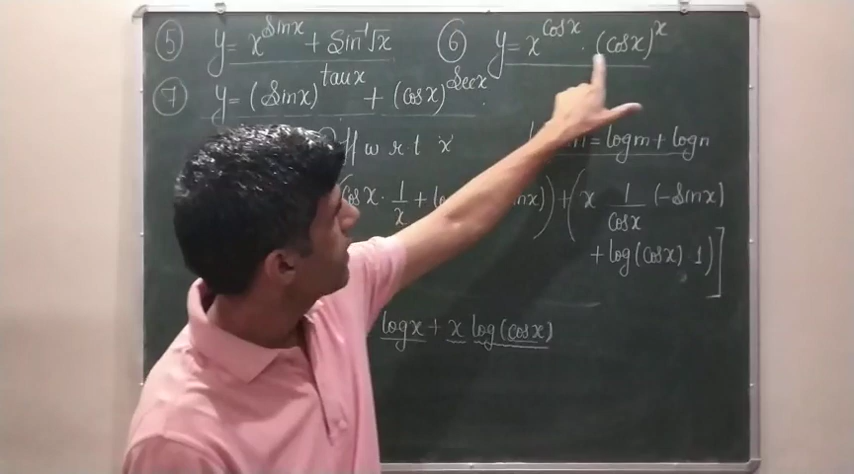 ⑤ y = x^Sinx + Sin⁻¹√x
⑥ y = x^Cosx · (Cosx)^x
⑦ y = (Sinx)^tanx + (Cosx)^Secx
w r t x
= logm + logn
Cosx · 1/x + + ( x 1/Cosx (-Sinx)
+ log(Cosx) · 1 ) ]
logx + x log(Cosx)